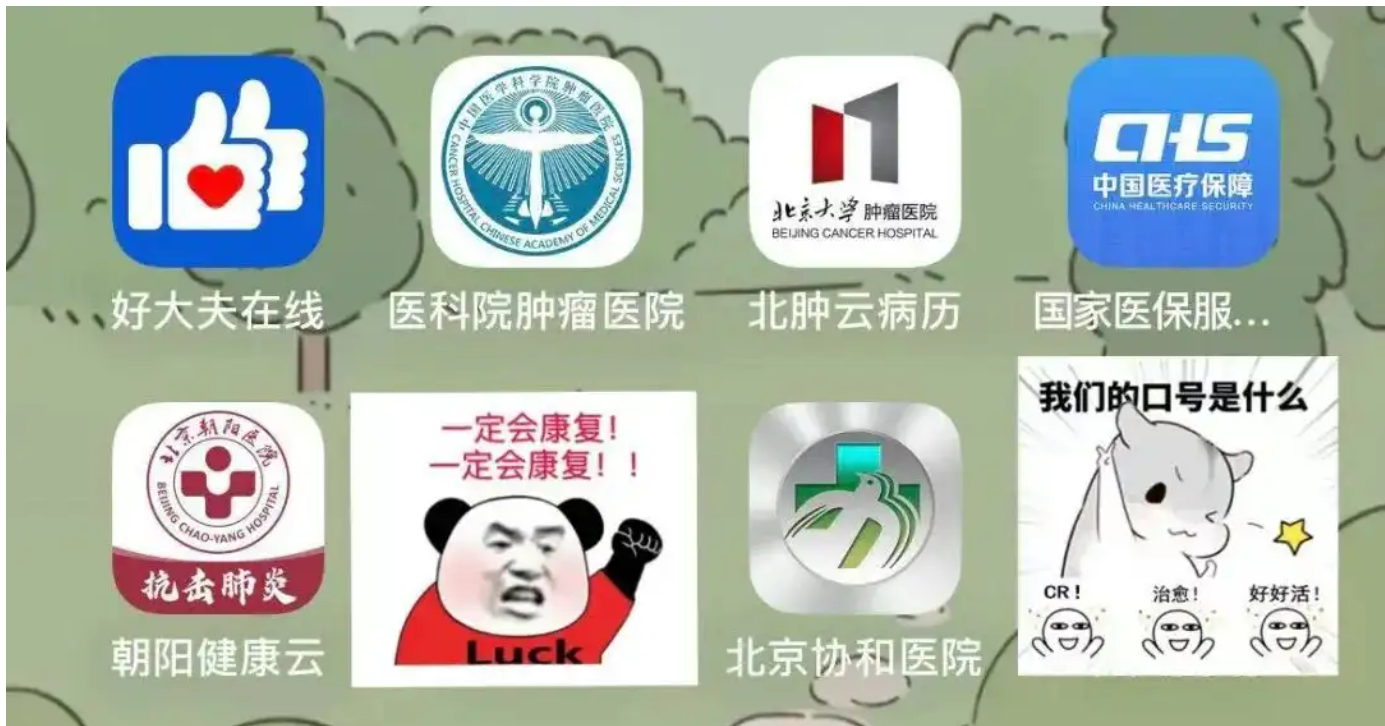 中国医学科学院肿瘤医院
CANCER HOSPITAL CHINESE ACADEMY OF MEDICAL SCIENCES
北京大学 肿瘤医院
BEIJING CANCER HOSPITAL
CHS
中国医疗保障
CHINA HEALTHCARE SECURITY
好大夫在线
医科院肿瘤医院
北肿云病历
国家医保服...
北京朝阳医院
BEIJING CHAO-YANG HOSPITAL
抗击肺炎
朝阳健康云
一定会康复!
一定会康复!!
Luck
北京协和医院
我们的口号是什么
CR!
治愈!
好好活!